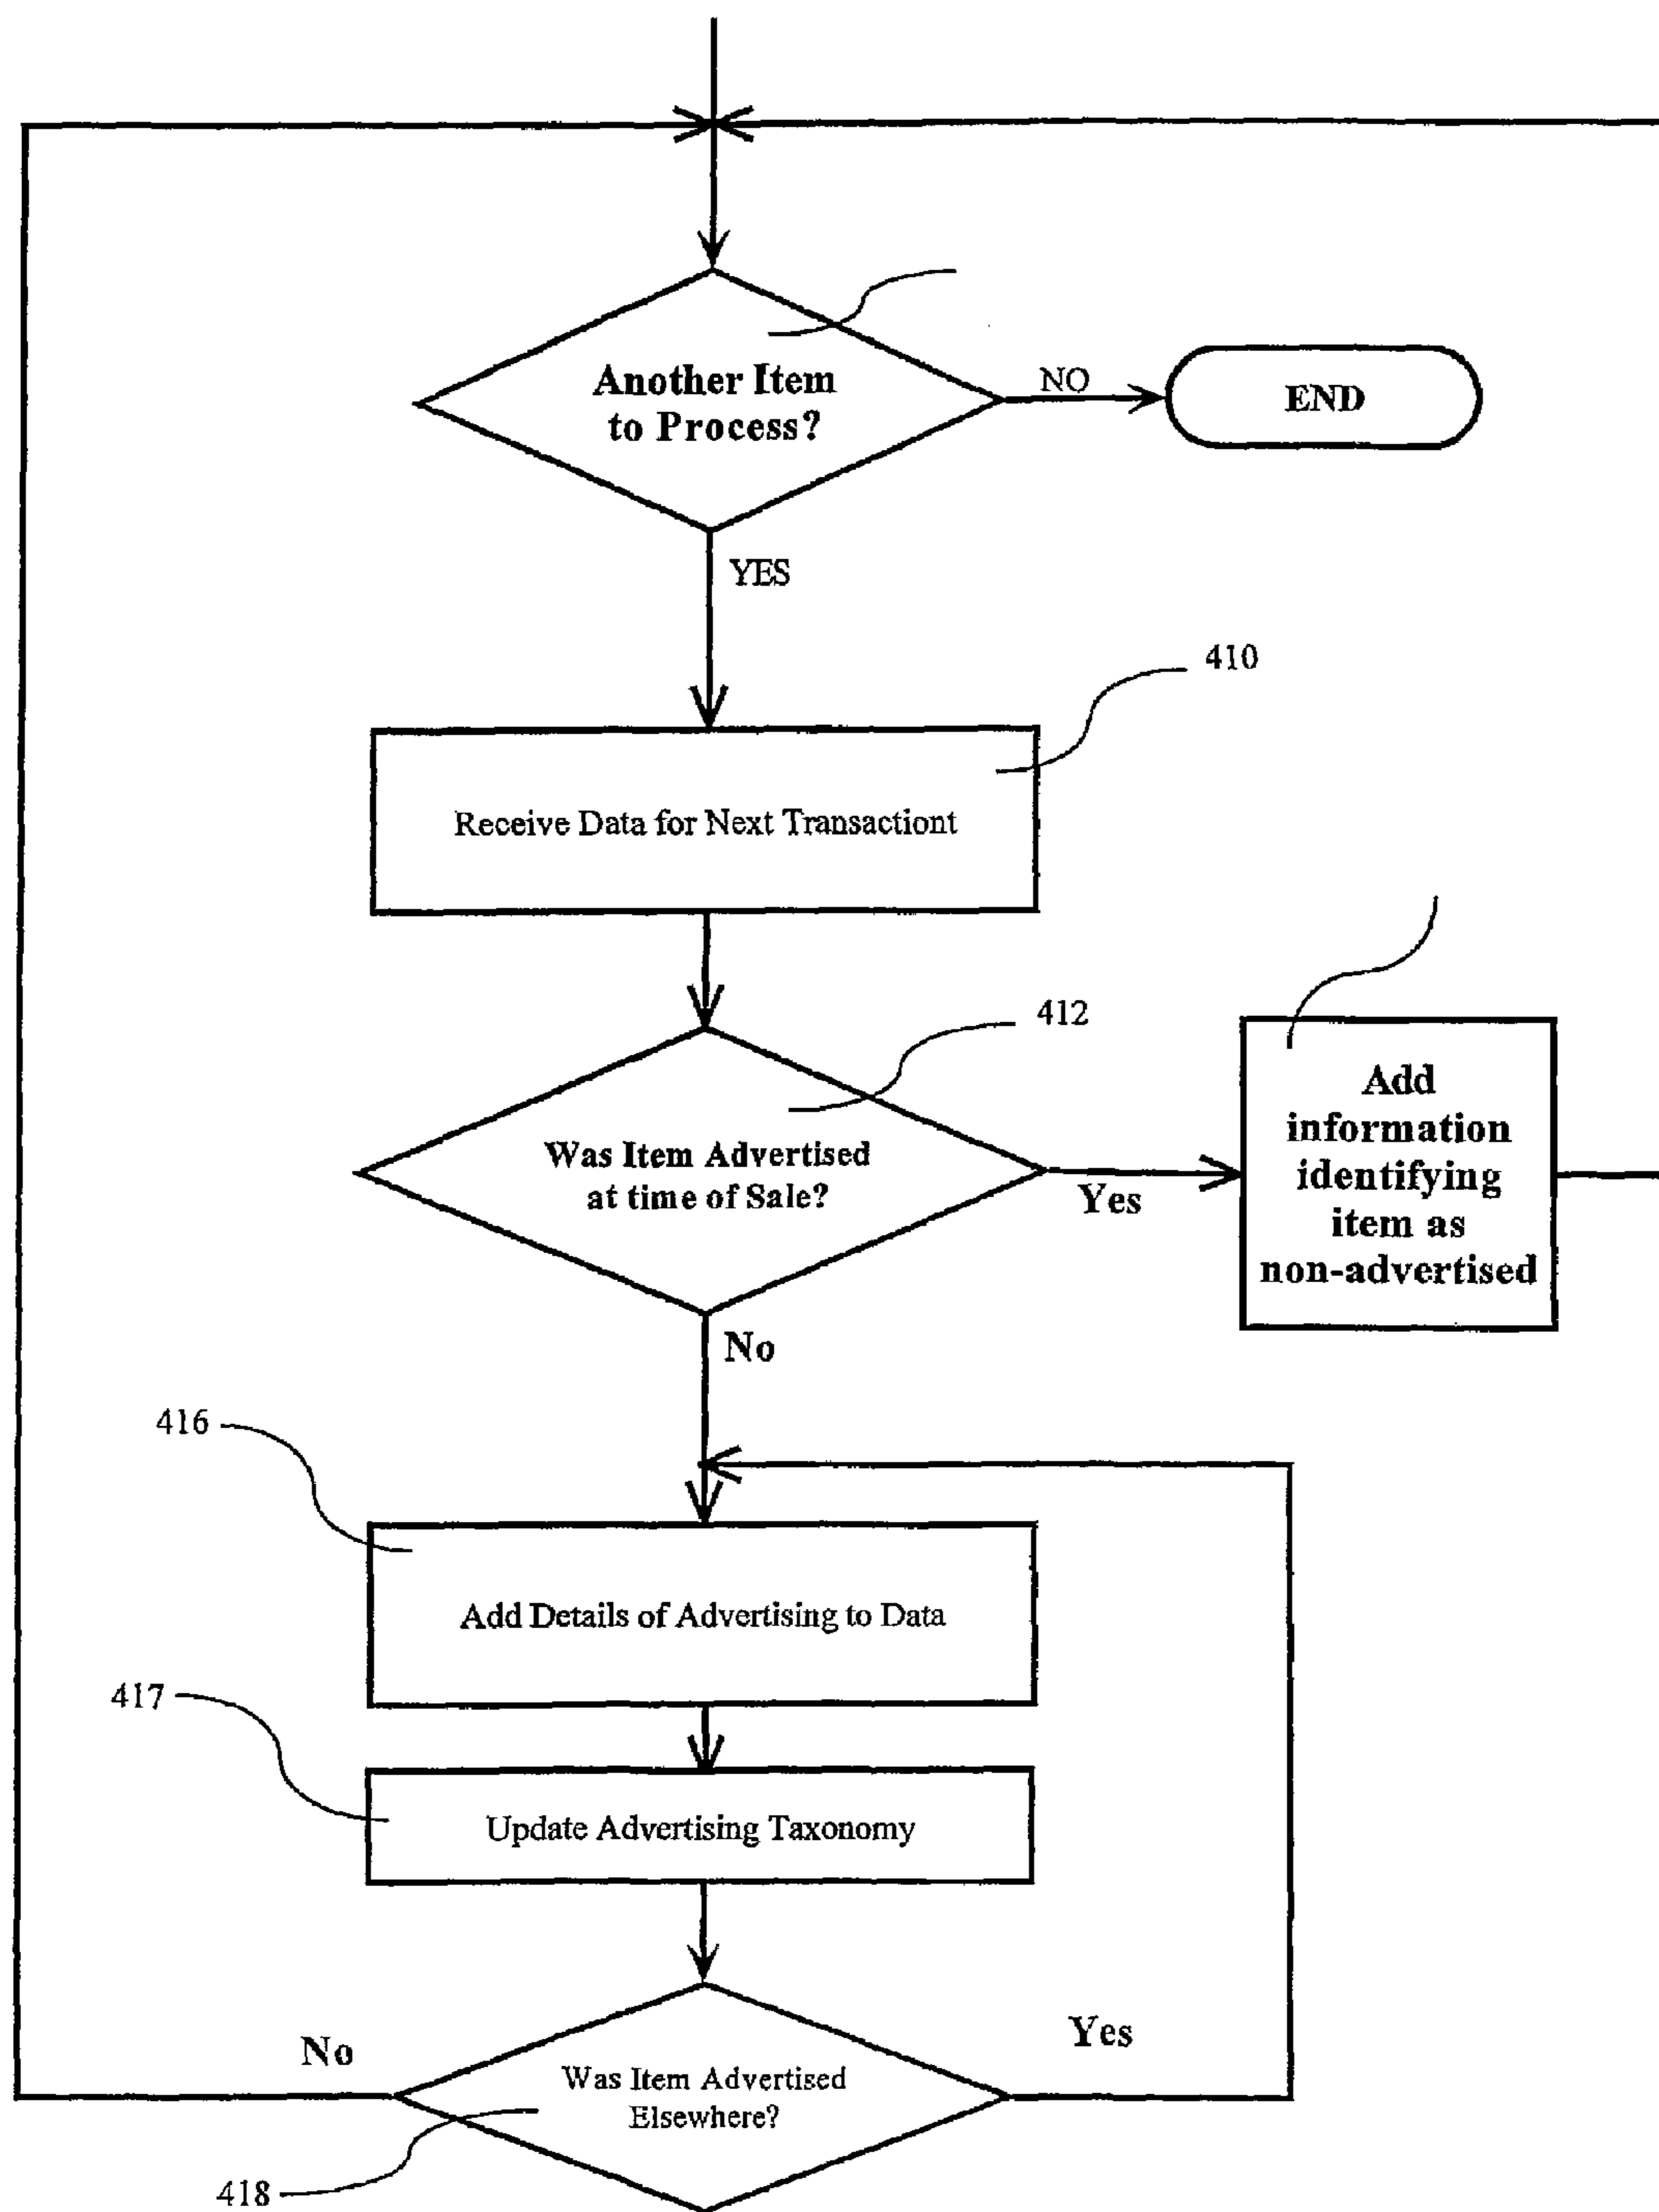 Another Item
to Process?
NO
END
YES
410
Receive Data for Next Transactiont
412
Was Item Advertised
at time of Sale?
Yes
Add
information
identifying
item as
non-advertised
No
416
Add Details of Advertising to Data
417
Update Advertising Taxonomy
No
Yes
Was Item Advertised
Elsewhere?
418